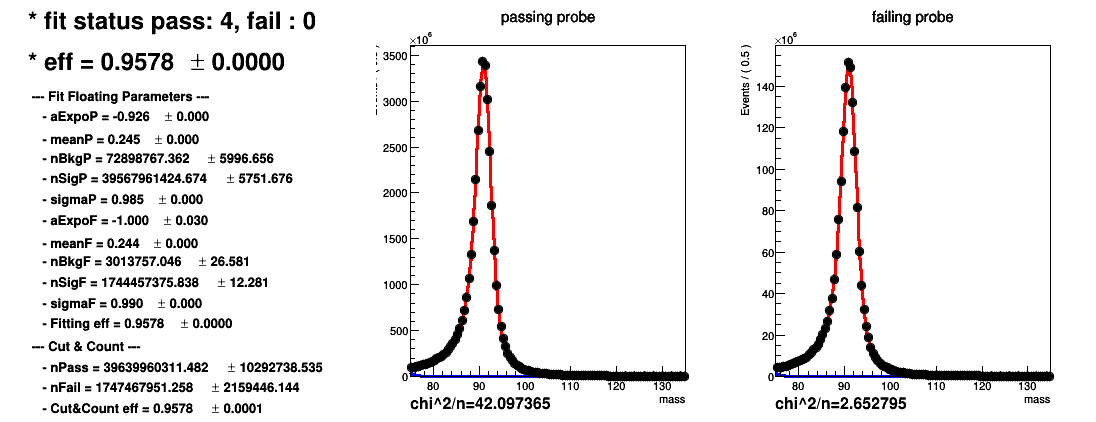 * fit status pass: 4, fail : 0
* eff = 0.9578 ± 0.0000
--- Fit Floating Parameters ---
- aExpoP = -0.926 ± 0.000
- meanP = 0.245 ± 0.000
- nBkgP = 72898767.362 ± 5996.656
- nSigP = 39567961424.674 ± 5751.676
- sigmaP = 0.985 ± 0.000
- aExpoF = -1.000 ± 0.030
- meanF = 0.244 ± 0.000
- nBkgF = 3013757.046 ± 26.581
- nSigF = 1744457375.838 ± 12.281
- sigmaF = 0.990 ± 0.000
- Fitting eff = 0.9578 ± 0.0000
--- Cut & Count ---
- nPass = 39639960311.482 ± 10292738.535
- nFail = 1747467951.258 ± 2159446.144
- Cut&Count eff = 0.9578 ± 0.0001
passing probe
×10^6
3500
3000
2500
2000
1500
1000
500
0
80 90 100 110 120 130
mass
chi^2/n=42.097365
failing probe
×10^6
Events / ( 0.5 )
140
120
100
80
60
40
20
0
80 90 100 110 120 130
mass
chi^2/n=2.652795